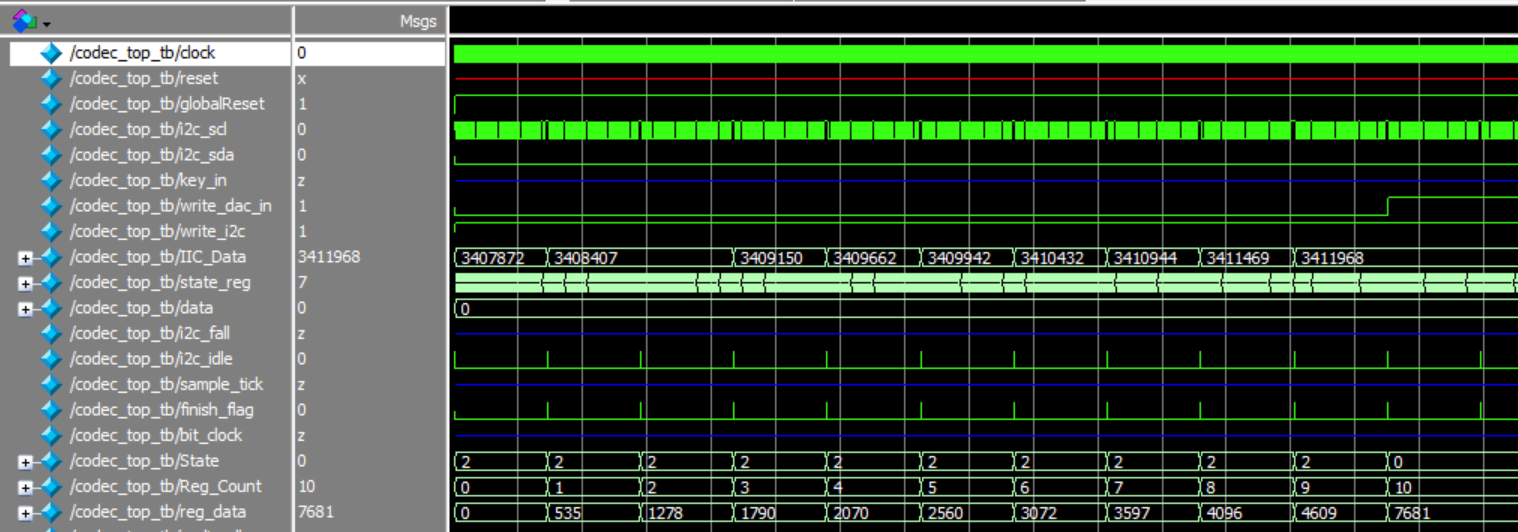 Msgs
/codec_top_tb/clock 0
/codec_top_tb/reset x
/codec_top_tb/globalReset 1
/codec_top_tb/i2c_scl 0
/codec_top_tb/i2c_sda 0
/codec_top_tb/key_in z
/codec_top_tb/write_dac_in 1
/codec_top_tb/write_i2c 1
/codec_top_tb/IIC_Data 3411968 3407872 3408407 3409150 3409662 3409942 3410432 3410944 3411469 3411968
/codec_top_tb/state_reg 7
/codec_top_tb/data 0 0
/codec_top_tb/i2c_fall z
/codec_top_tb/i2c_idle 0
/codec_top_tb/sample_tick z
/codec_top_tb/finish_flag 0
/codec_top_tb/bit_clock z
/codec_top_tb/State 0 2 2 2 2 2 2 2 2 2 2 0
/codec_top_tb/Reg_Count 10 0 1 2 3 4 5 6 7 8 9 10
/codec_top_tb/reg_data 7681 0 535 1278 1790 2070 2560 3072 3597 4096 4609 7681